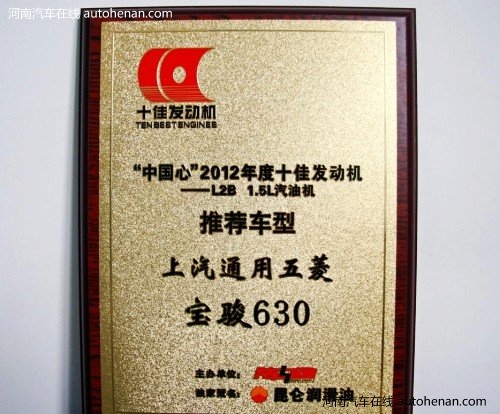 河南汽车在线 autohenan.com
十佳发动机
TEN BEST ENGINES
“中国心”2012年度十佳发动机
——L2B 1.5L汽油机
推荐车型
上汽通用五菱
宝骏630
主办单位：
独家冠名： 昆仑润滑油
河南汽车在线 autohenan.com